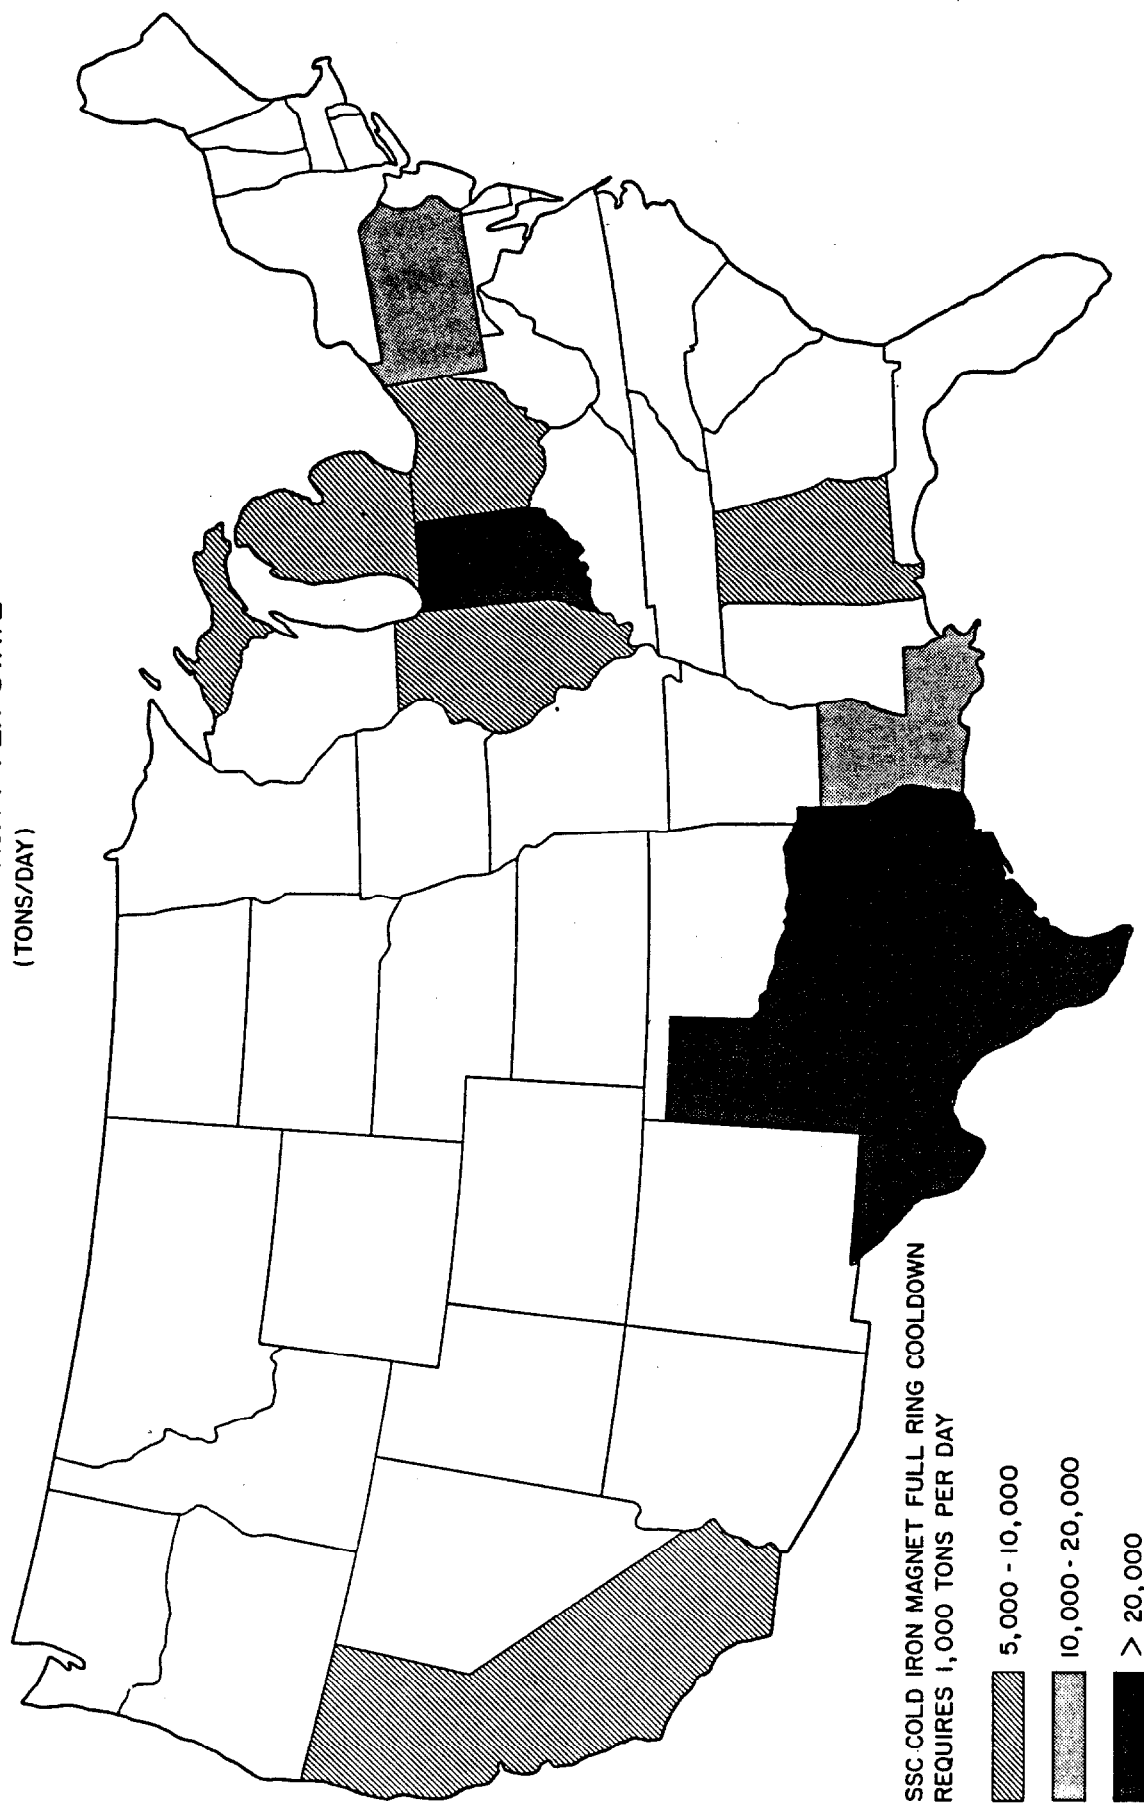 (TONS/DAY)
SSC COLD IRON MAGNET FULL RING COOLDOWN
REQUIRES 1,000 TONS PER DAY
5,000 - 10,000
10,000 - 20,000
> 20,000